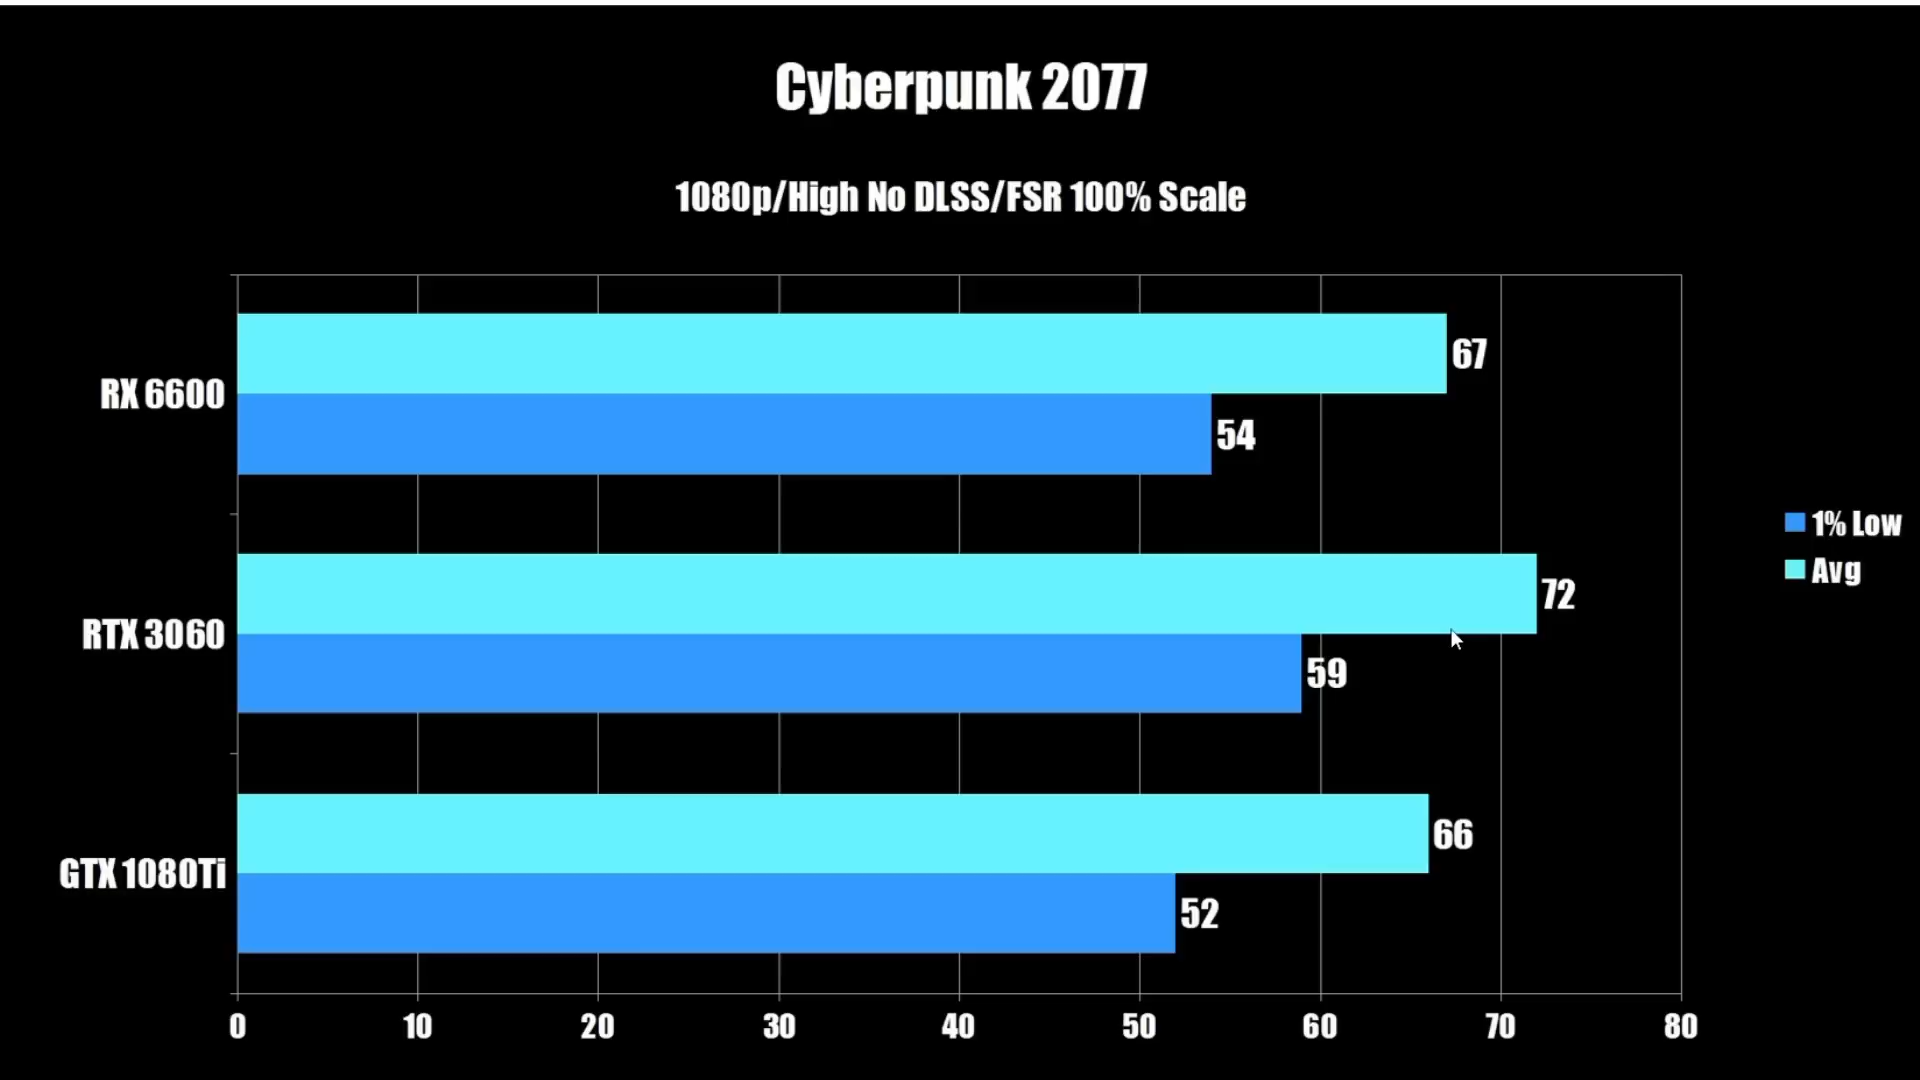 Cyberpunk 2077
1080p/High No DLSS/FSR 100% Scale
RX 6600
67
54
RTX 3060
72
59
GTX 1080Ti
66
52
1% Low
Avg
0 10 20 30 40 50 60 70 80